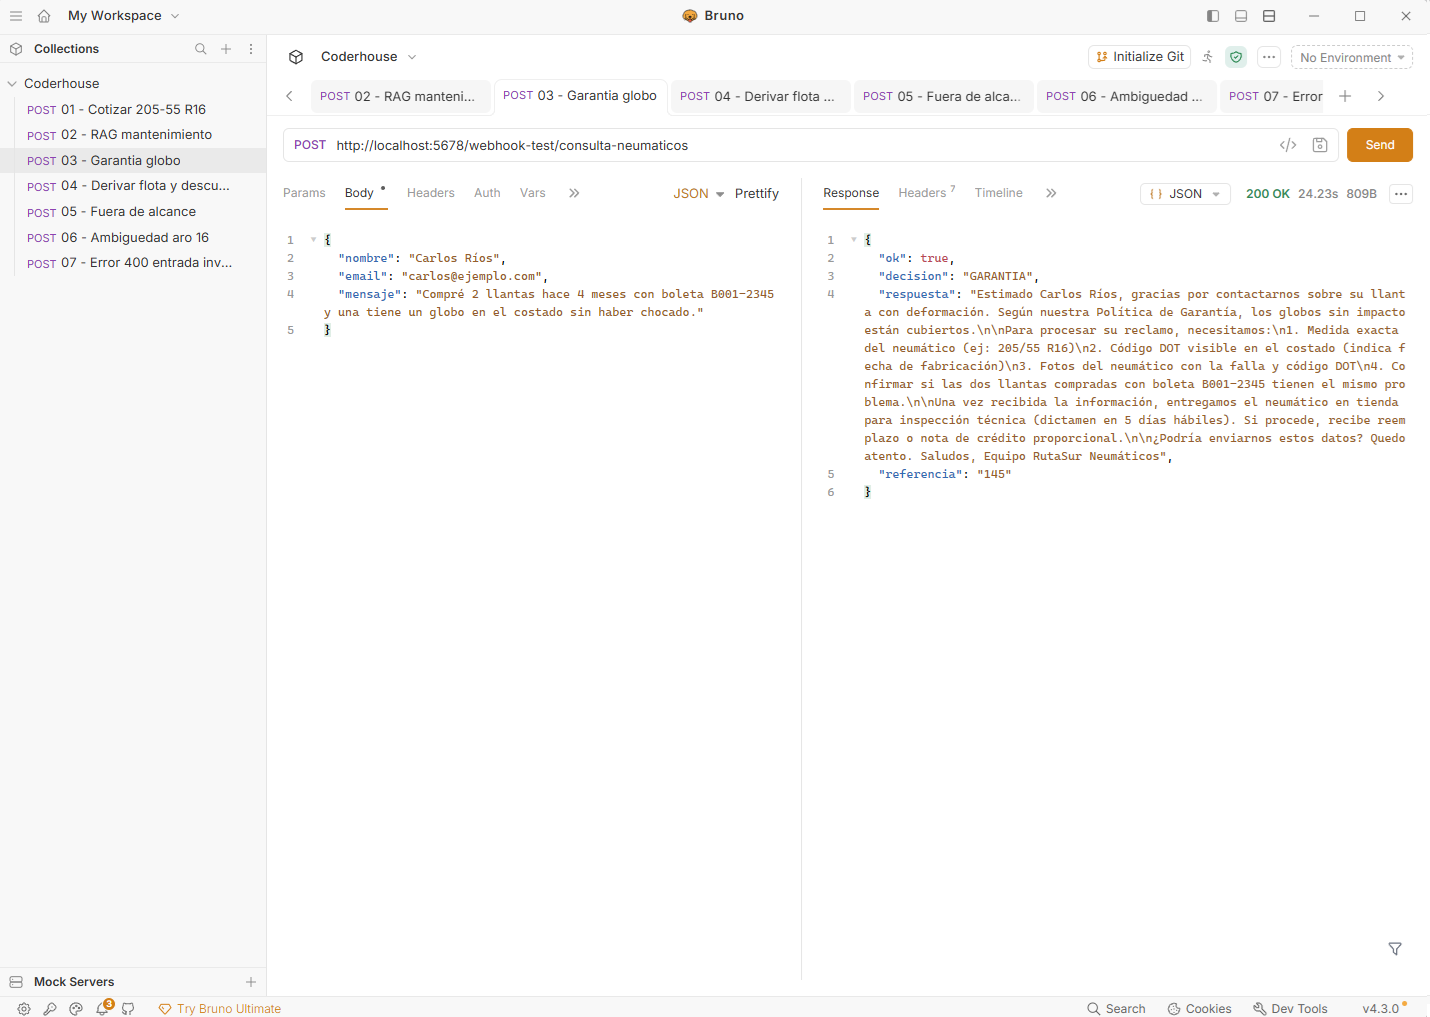 My Workspace
Bruno
Collections
Coderhouse
POST 01 - Cotizar 205-55 R16
POST 02 - RAG mantenimiento
POST 03 - Garantia globo
POST 04 - Derivar flota y descu...
POST 05 - Fuera de alcance
POST 06 - Ambiguedad aro 16
POST 07 - Error 400 entrada inv...
Coderhouse
Initialize Git
No Environment
POST 02 - RAG manteni...
POST 03 - Garantia globo
POST 04 - Derivar flota ...
POST 05 - Fuera de alca...
POST 06 - Ambiguedad ...
POST 07 - Error
POST http://localhost:5678/webhook-test/consulta-neumaticos
Send
Params Body Headers Auth Vars
JSON Prettify
1 {
2 "nombre": "Carlos Ríos",
3 "email": "carlos@ejemplo.com",
4 "mensaje": "Compré 2 llantas hace 4 meses con boleta B001-2345
y una tiene un globo en el costado sin haber chocado."
5 }
Response Headers 7 Timeline
{ } JSON
200 OK 24.23s 809B
1 {
2 "ok": true,
3 "decision": "GARANTIA",
4 "respuesta": "Estimado Carlos Ríos, gracias por contactarnos sobre su llant
a con deformación. Según nuestra Política de Garantía, los globos sin impacto
están cubiertos.\n\nPara procesar su reclamo, necesitamos:\n1. Medida exacta
del neumático (ej: 205/55 R16)\n2. Código DOT visible en el costado (indica f
echa de fabricación)\n3. Fotos del neumático con la falla y código DOT\n4. Co
nfirmar si las dos llantas compradas con boleta B001-2345 tienen el mismo pro
blema.\n\nUna vez recibida la información, entregamos el neumático en tienda
para inspección técnica (dictamen en 5 días hábiles). Si procede, recibe reem
plazo o nota de crédito proporcional.\n\n¿Podría enviarnos estos datos? Quedo
atento. Saludos, Equipo RutaSur Neumáticos",
5 "referencia": "145"
6 }
Mock Servers
3
Try Bruno Ultimate
Search
Cookies
Dev Tools
v4.3.0